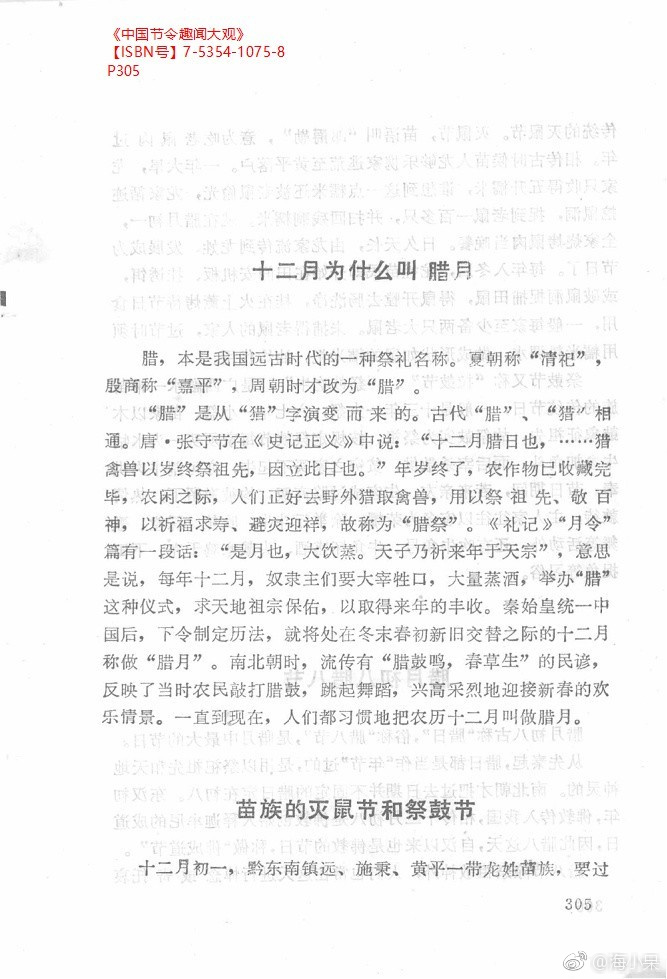 《中国节令趣闻大观》
【ISBN号】7-5354-1075-8
P305
十二月为什么叫腊月
腊，本是我国远古时代的一种祭礼名称。夏朝称“清祀”，
殷商称“嘉平”，周朝时才改为“腊”。
“腊”是从“猎”字演变而来的。古代“腊”、“猎”相
通。唐·张守节在《史记正义》中说：“十二月腊日也，……猎
禽兽以岁终祭祖先，因立此日也。”年岁终了，农作物已收藏完
毕，农闲之际，人们正好去野外猎取禽兽，用以祭祖先、敬百
神，以祈福求寿、避灾迎祥，故称为“腊祭”。《礼记》“月令”
篇有一段话：“是月也，大饮蒸。天子乃祈来年于天宗”，意思
是说，每年十二月，奴隶主们要大宰牲口，大量蒸酒，举办“腊”
这种仪式，求天地祖宗保佑，以取得来年的丰收。秦始皇统一中
国后，下令制定历法，就将处在冬末春初新旧交替之际的十二月
称做“腊月”。南北朝时，流传有“腊鼓鸣，春草生”的民谚，
反映了当时农民敲打腊鼓，跳起舞蹈，兴高采烈地迎接新春的欢
乐情景。一直到现在，人们都习惯地把农历十二月叫做腊月。
苗族的灭鼠节和祭鼓节
十二月初一，黔东南镇远、施秉、黄平一带龙姓苗族，要过
305
@海小果